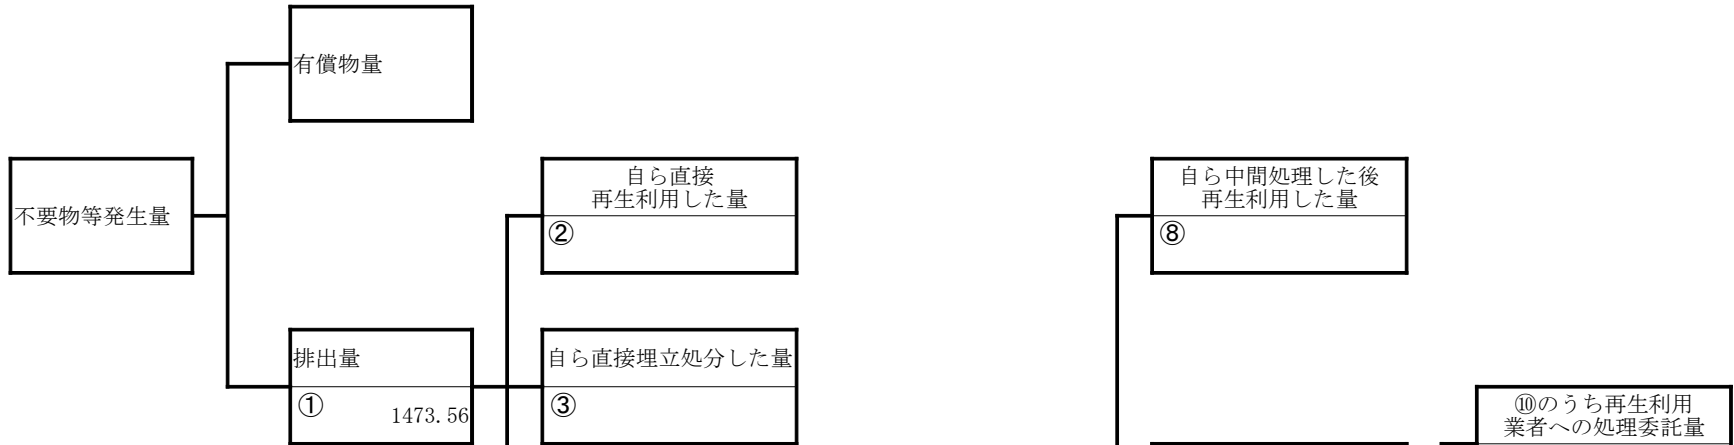 有償物量
不要物等発生量
自ら直接
再生利用した量
②
自ら中間処理した後
再生利用した量
⑧
排出量
① 1473.56
自ら直接埋立処分した量
③
⑩のうち再生利用
業者への処理委託量